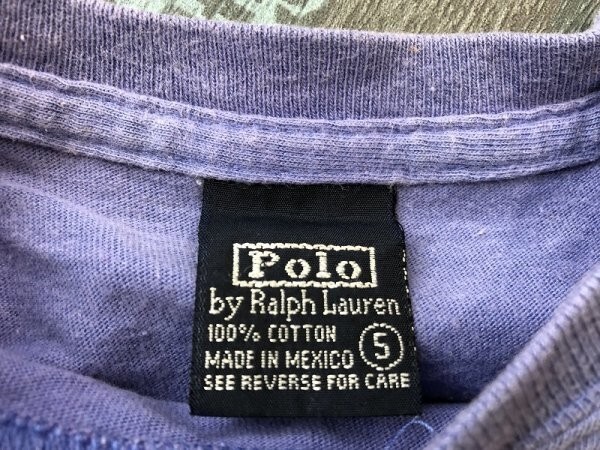 Polo
by Ralph Lauren
100% COTTON
MADE IN MEXICO 5
SEE REVERSE FOR CARE